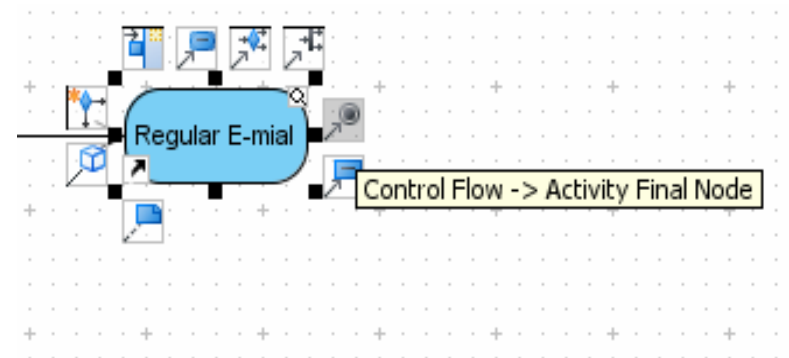 Regular E-mial
Control Flow -> Activity Final Node